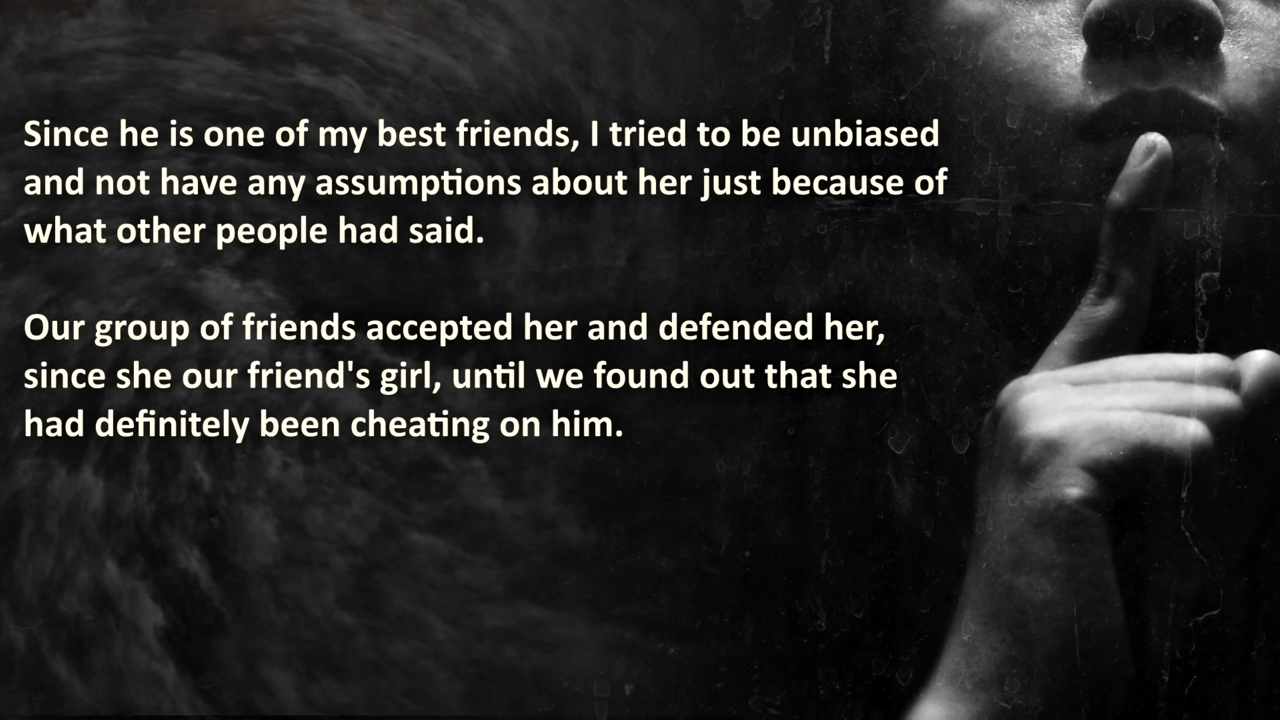 Since he is one of my best friends, I tried to be unbiased
and not have any assumptions about her just because of
what other people had said.
Our group of friends accepted her and defended her,
since she our friend's girl, until we found out that she
had definitely been cheating on him.